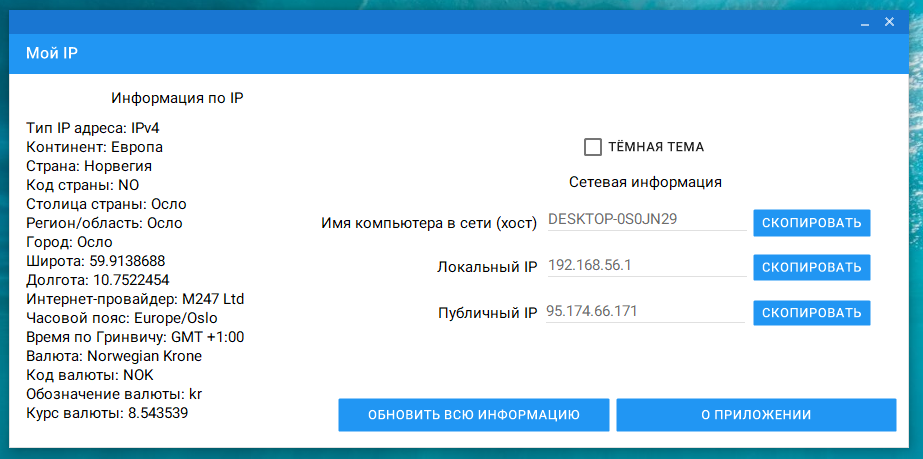 Мой IP
Информация по IP
Тип IP адреса: IPv4
Континент: Европа
Страна: Норвегия
Код страны: NO
Столица страны: Осло
Регион/область: Осло
Город: Осло
Широта: 59.9138688
Долгота: 10.7522454
Интернет-провайдер: M247 Ltd
Часовой пояс: Europe/Oslo
Время по Гринвичу: GMT +1:00
Валюта: Norwegian Krone
Код валюты: NOK
Обозначение валюты: kr
Курс валюты: 8.543539
ТЁМНАЯ ТЕМА
Сетевая информация
Имя компьютера в сети (хост) DESKTOP-0S0JN29 СКОПИРОВАТЬ
Локальный IP 192.168.56.1 СКОПИРОВАТЬ
Публичный IP 95.174.66.171 СКОПИРОВАТЬ
ОБНОВИТЬ ВСЮ ИНФОРМАЦИЮ О ПРИЛОЖЕНИИ